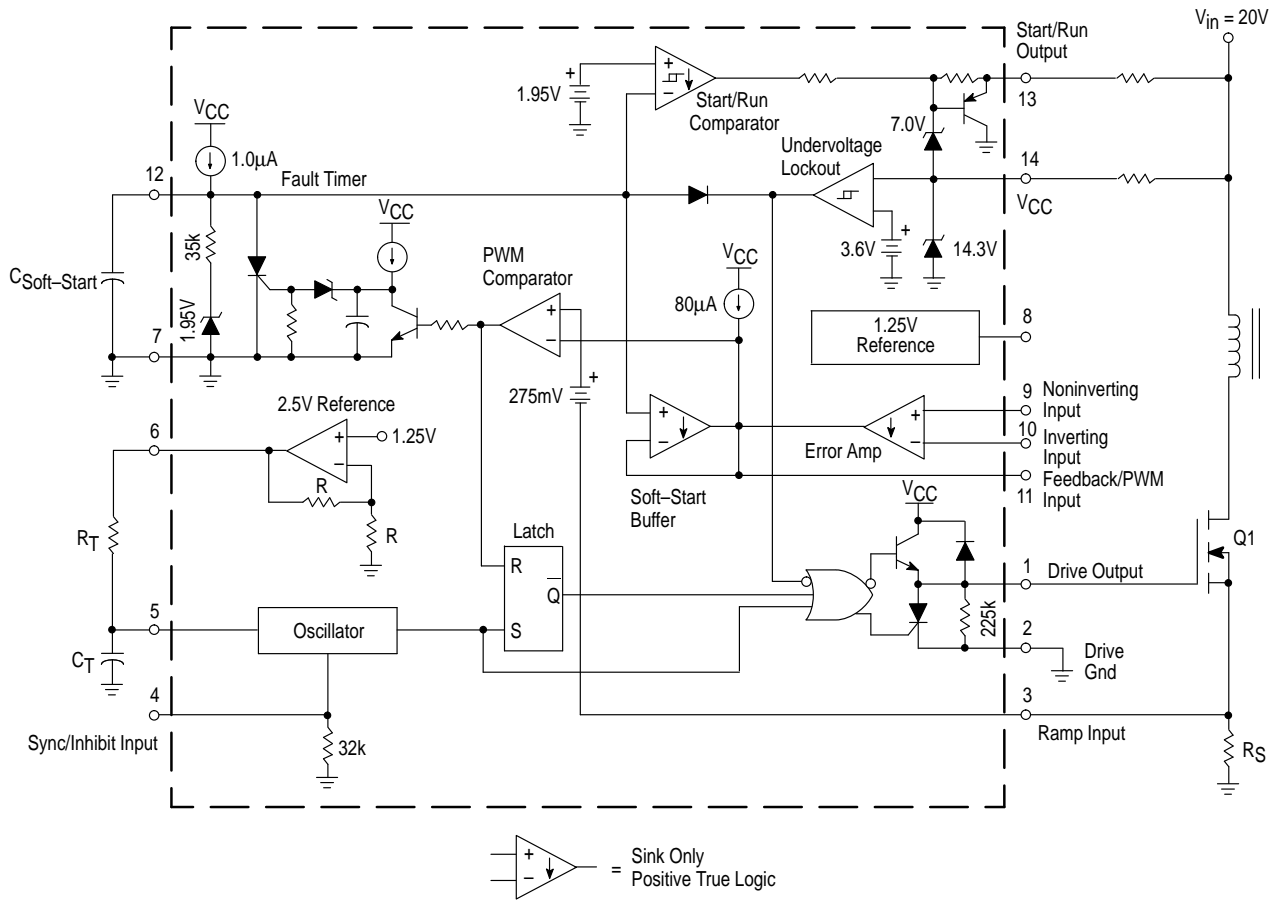 Vin = 20V
Start/Run
Output
13
+
1.95V
+
−
Start/Run
Comparator
7.0V
Undervoltage
Lockout
14
VCC
VCC
1.0µA
12
Fault Timer
VCC
3.6V
+
14.3V
35k
CSoft–Start
PWM
Comparator
VCC
80µA
1.95V
7
+
−
8
1.25V
Reference
+
275mV
9
Noninverting
Input
2.5V Reference
6
+
−
1.25V
+
−
+
−
10
Inverting
Input
Error Amp
Feedback/PWM
11
Input
R
Soft–Start
Buffer
VCC
R
RT
Latch
Q1
R
Q̅
S
1
Drive Output
5
Oscillator
225k
2
Drive
Gnd
CT
4
3
Sync/Inhibit Input
32k
Ramp Input
RS
+
−
=
Sink Only
Positive True Logic